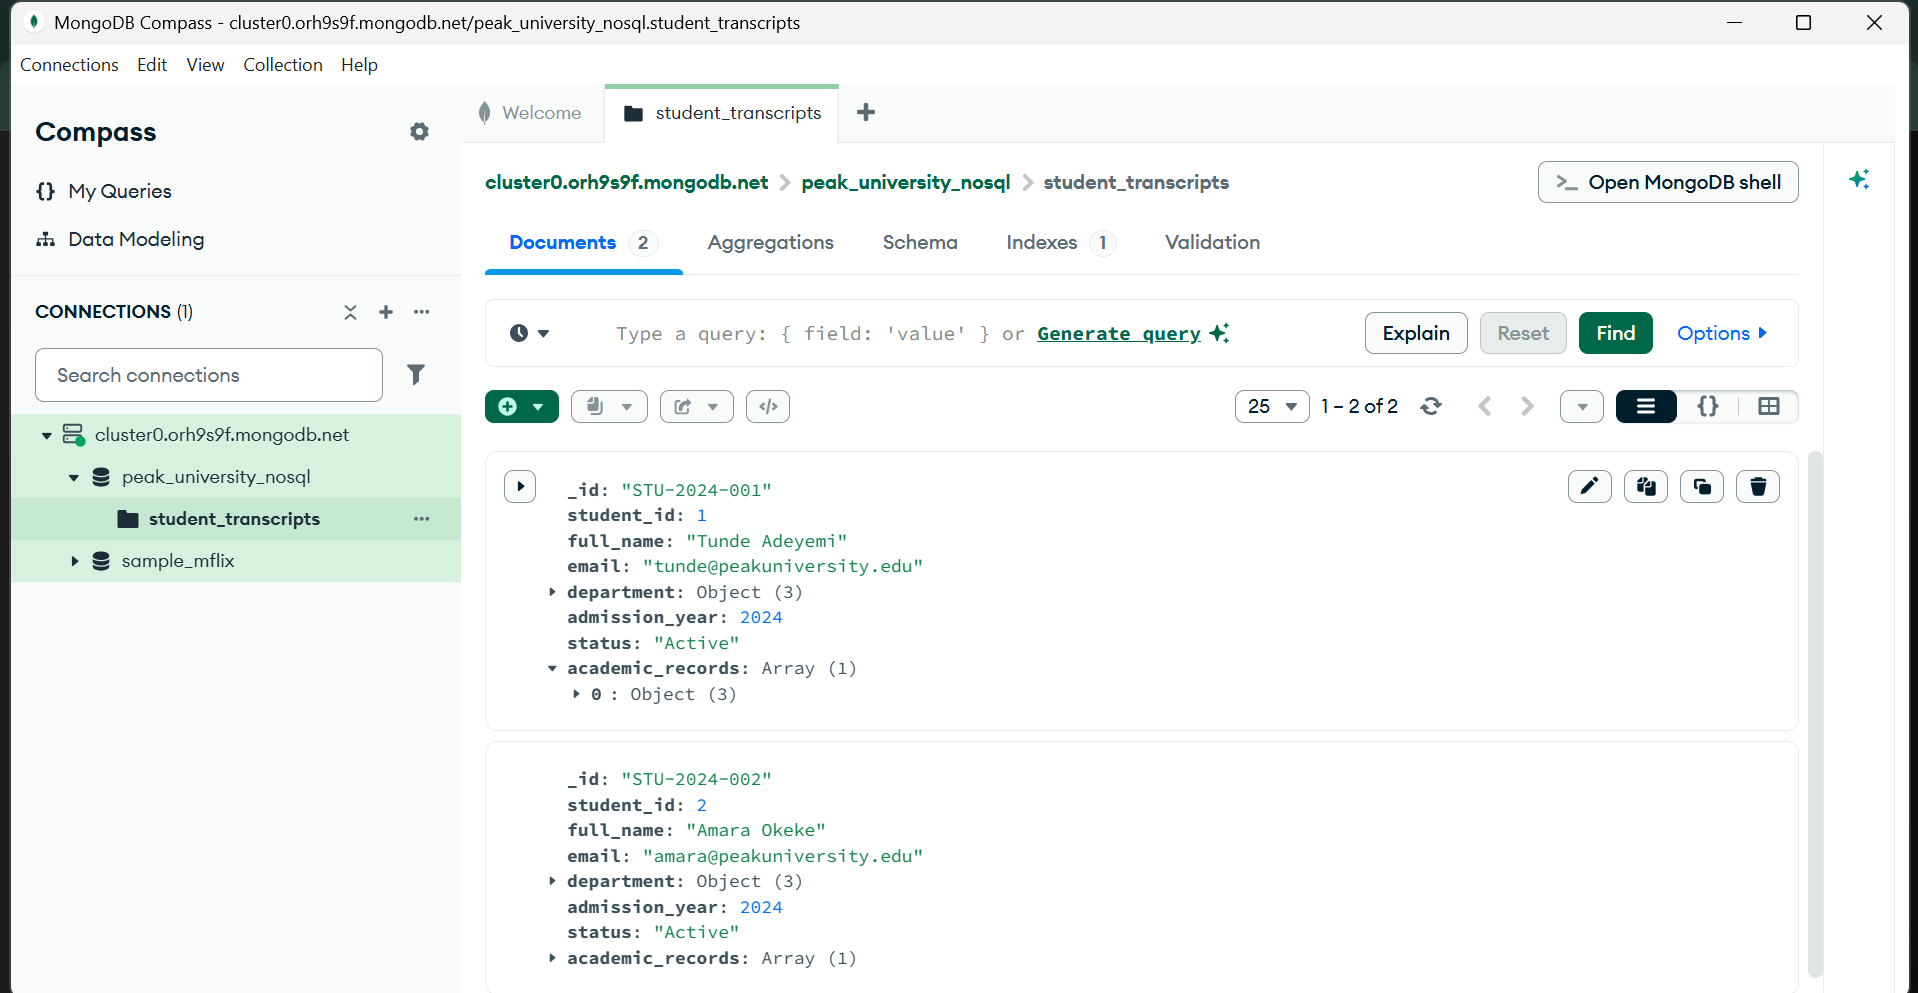 MongoDB Compass - cluster0.orh9s9f.mongodb.net/peak_university_nosql.student_transcripts
Connections Edit View Collection Help
Compass
My Queries
Data Modeling
CONNECTIONS (1)
Search connections
cluster0.orh9s9f.mongodb.net
peak_university_nosql
student_transcripts
sample_mflix
Welcome
student_transcripts
cluster0.orh9s9f.mongodb.net > peak_university_nosql > student_transcripts
>_ Open MongoDB shell
Documents 2 Aggregations Schema Indexes 1 Validation
Type a query: { field: 'value' } or Generate query
Explain Reset Find Options
25 1 – 2 of 2
_id: "STU-2024-001"
student_id: 1
full_name: "Tunde Adeyemi"
email: "tunde@peakuniversity.edu"
department: Object (3)
admission_year: 2024
status: "Active"
academic_records: Array (1)
0 : Object (3)
_id: "STU-2024-002"
student_id: 2
full_name: "Amara Okeke"
email: "amara@peakuniversity.edu"
department: Object (3)
admission_year: 2024
status: "Active"
academic_records: Array (1)